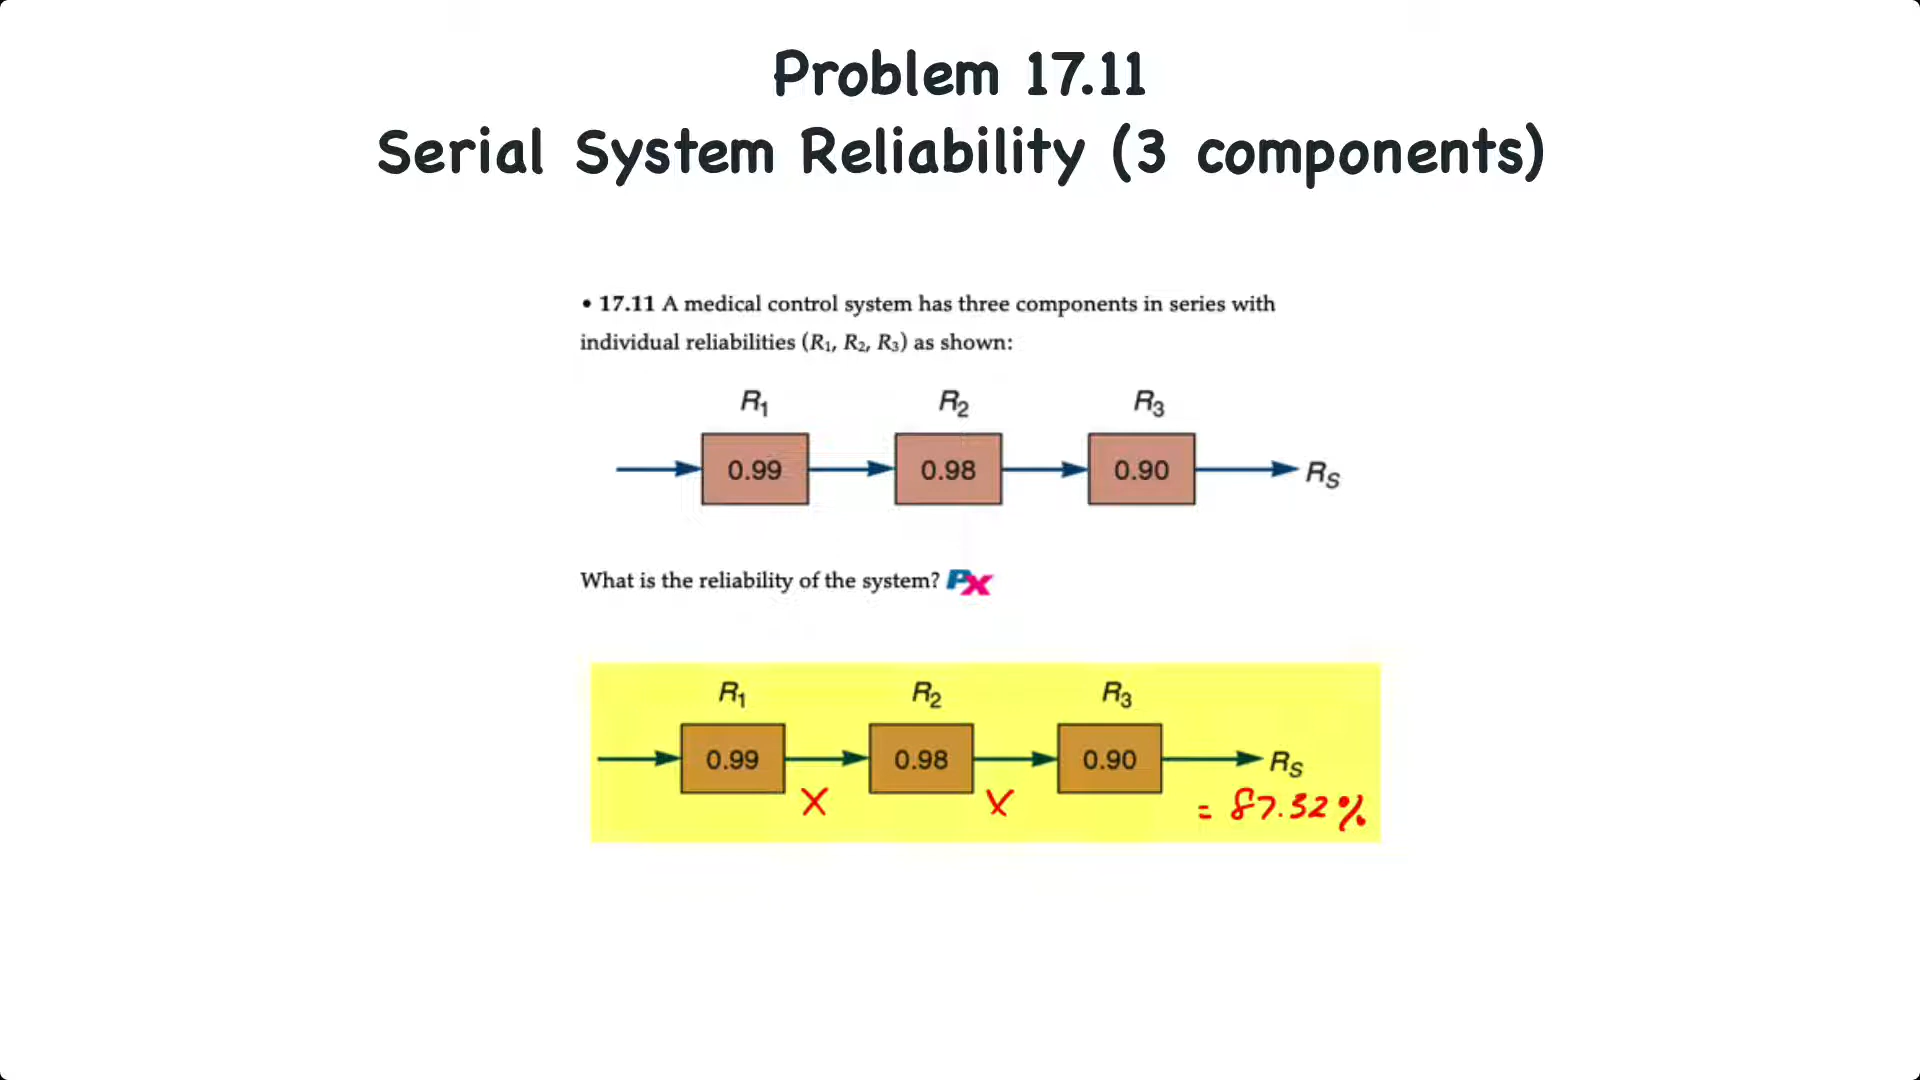 Problem 17.11
Serial System Reliability (3 components)
• 17.11 A medical control system has three components in series with
individual reliabilities (R₁, R₂, R₃) as shown:
R₁ R₂ R₃
0.99 0.98 0.90 Rₛ
What is the reliability of the system? PX
R₁ R₂ R₃
0.99 0.98 0.90 Rₛ
X X = 87.32%